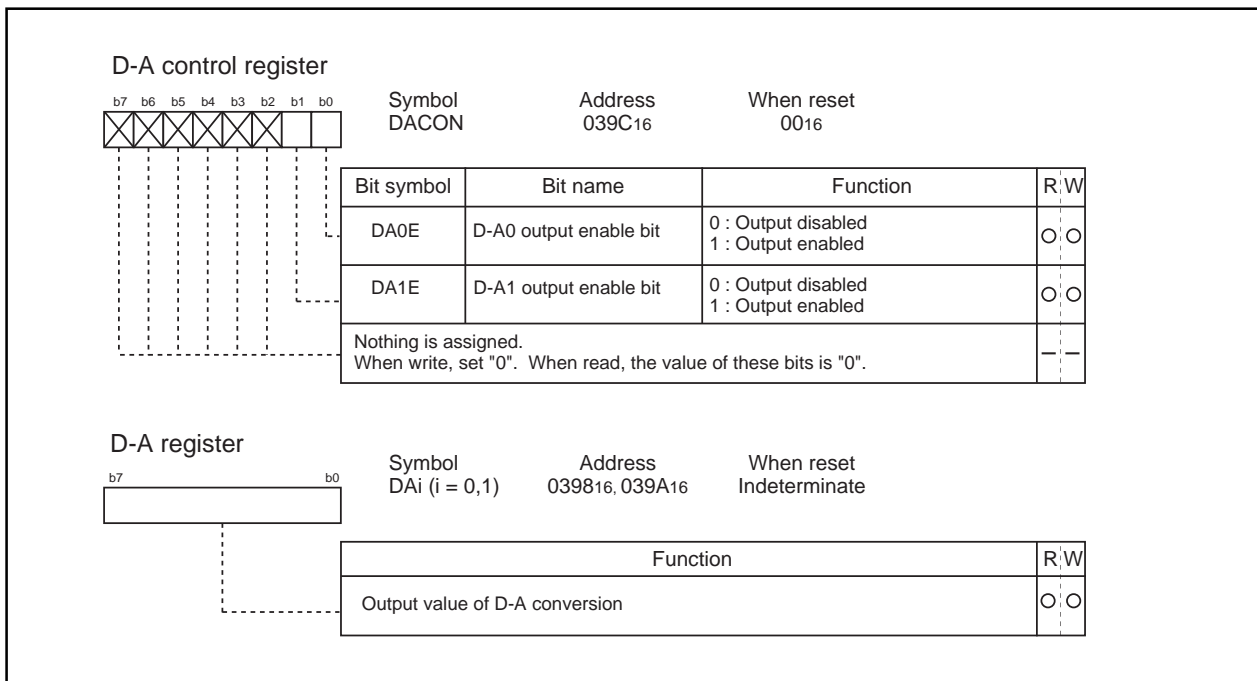 D-A control register
b7 b6 b5 b4 b3 b2 b1 b0
Symbol Address When reset
DACON 039C16 0016
Bit symbol Bit name Function R W
DA0E D-A0 output enable bit 0 : Output disabled
1 : Output enabled
DA1E D-A1 output enable bit 0 : Output disabled
1 : Output enabled
Nothing is assigned.
When write, set "0". When read, the value of these bits is "0".
D-A register
b7 b0
Symbol Address When reset
DAi (i = 0,1) 039816, 039A16 Indeterminate
Function R W
Output value of D-A conversion